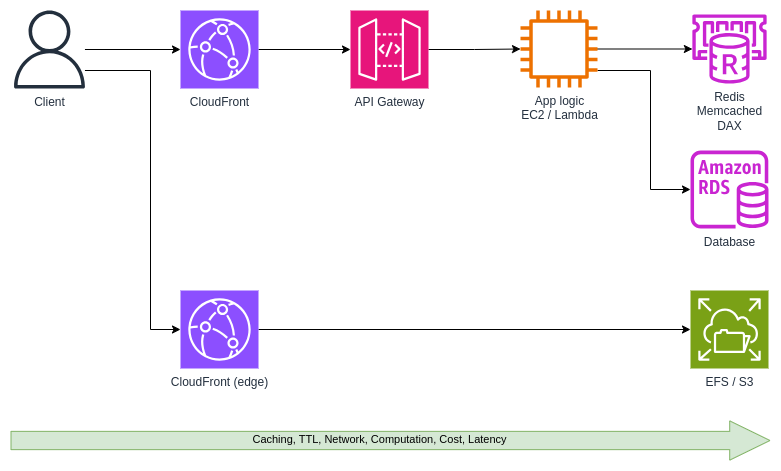 Client
CloudFront
API Gateway
App logic
EC2 / Lambda
R
Redis
Memcached
DAX
Amazon
RDS
Database
CloudFront (edge)
EFS / S3
Caching, TTL, Network, Computation, Cost, Latency